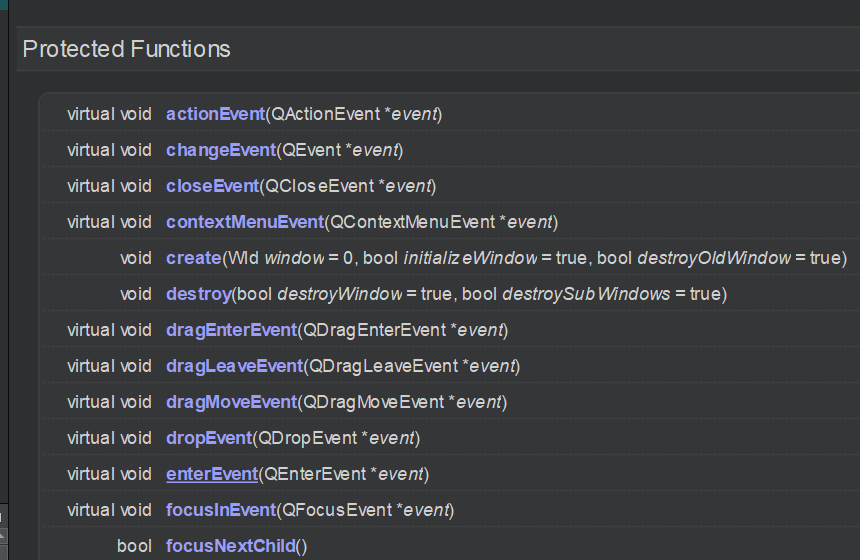 Protected Functions
virtual void actionEvent(QActionEvent *event)
virtual void changeEvent(QEvent *event)
virtual void closeEvent(QCloseEvent *event)
virtual void contextMenuEvent(QContextMenuEvent *event)
void create(WId window = 0, bool initializeWindow = true, bool destroyOldWindow = true)
void destroy(bool destroyWindow = true, bool destroySubWindows = true)
virtual void dragEnterEvent(QDragEnterEvent *event)
virtual void dragLeaveEvent(QDragLeaveEvent *event)
virtual void dragMoveEvent(QDragMoveEvent *event)
virtual void dropEvent(QDropEvent *event)
virtual void enterEvent(QEnterEvent *event)
virtual void focusInEvent(QFocusEvent *event)
bool focusNextChild()